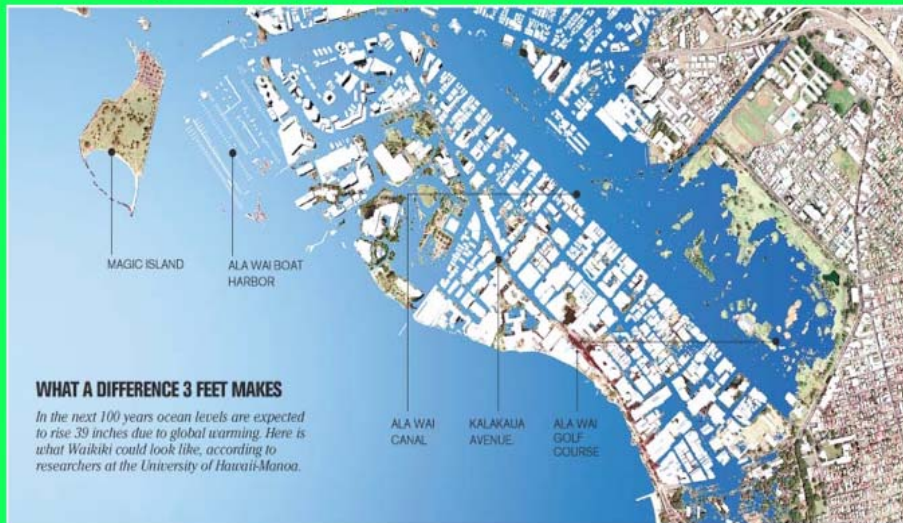 MAGIC ISLAND
ALA WAI BOAT
HARBOR
WHAT A DIFFERENCE 3 FEET MAKES
In the next 100 years ocean levels are expected
to rise 39 inches due to global warming. Here is
what Waikiki could look like, according to
researchers at the University of Hawaii-Manoa.
ALA WAI
CANAL
KALAKAUA
AVENUE.
ALA WAI
GOLF
COURSE